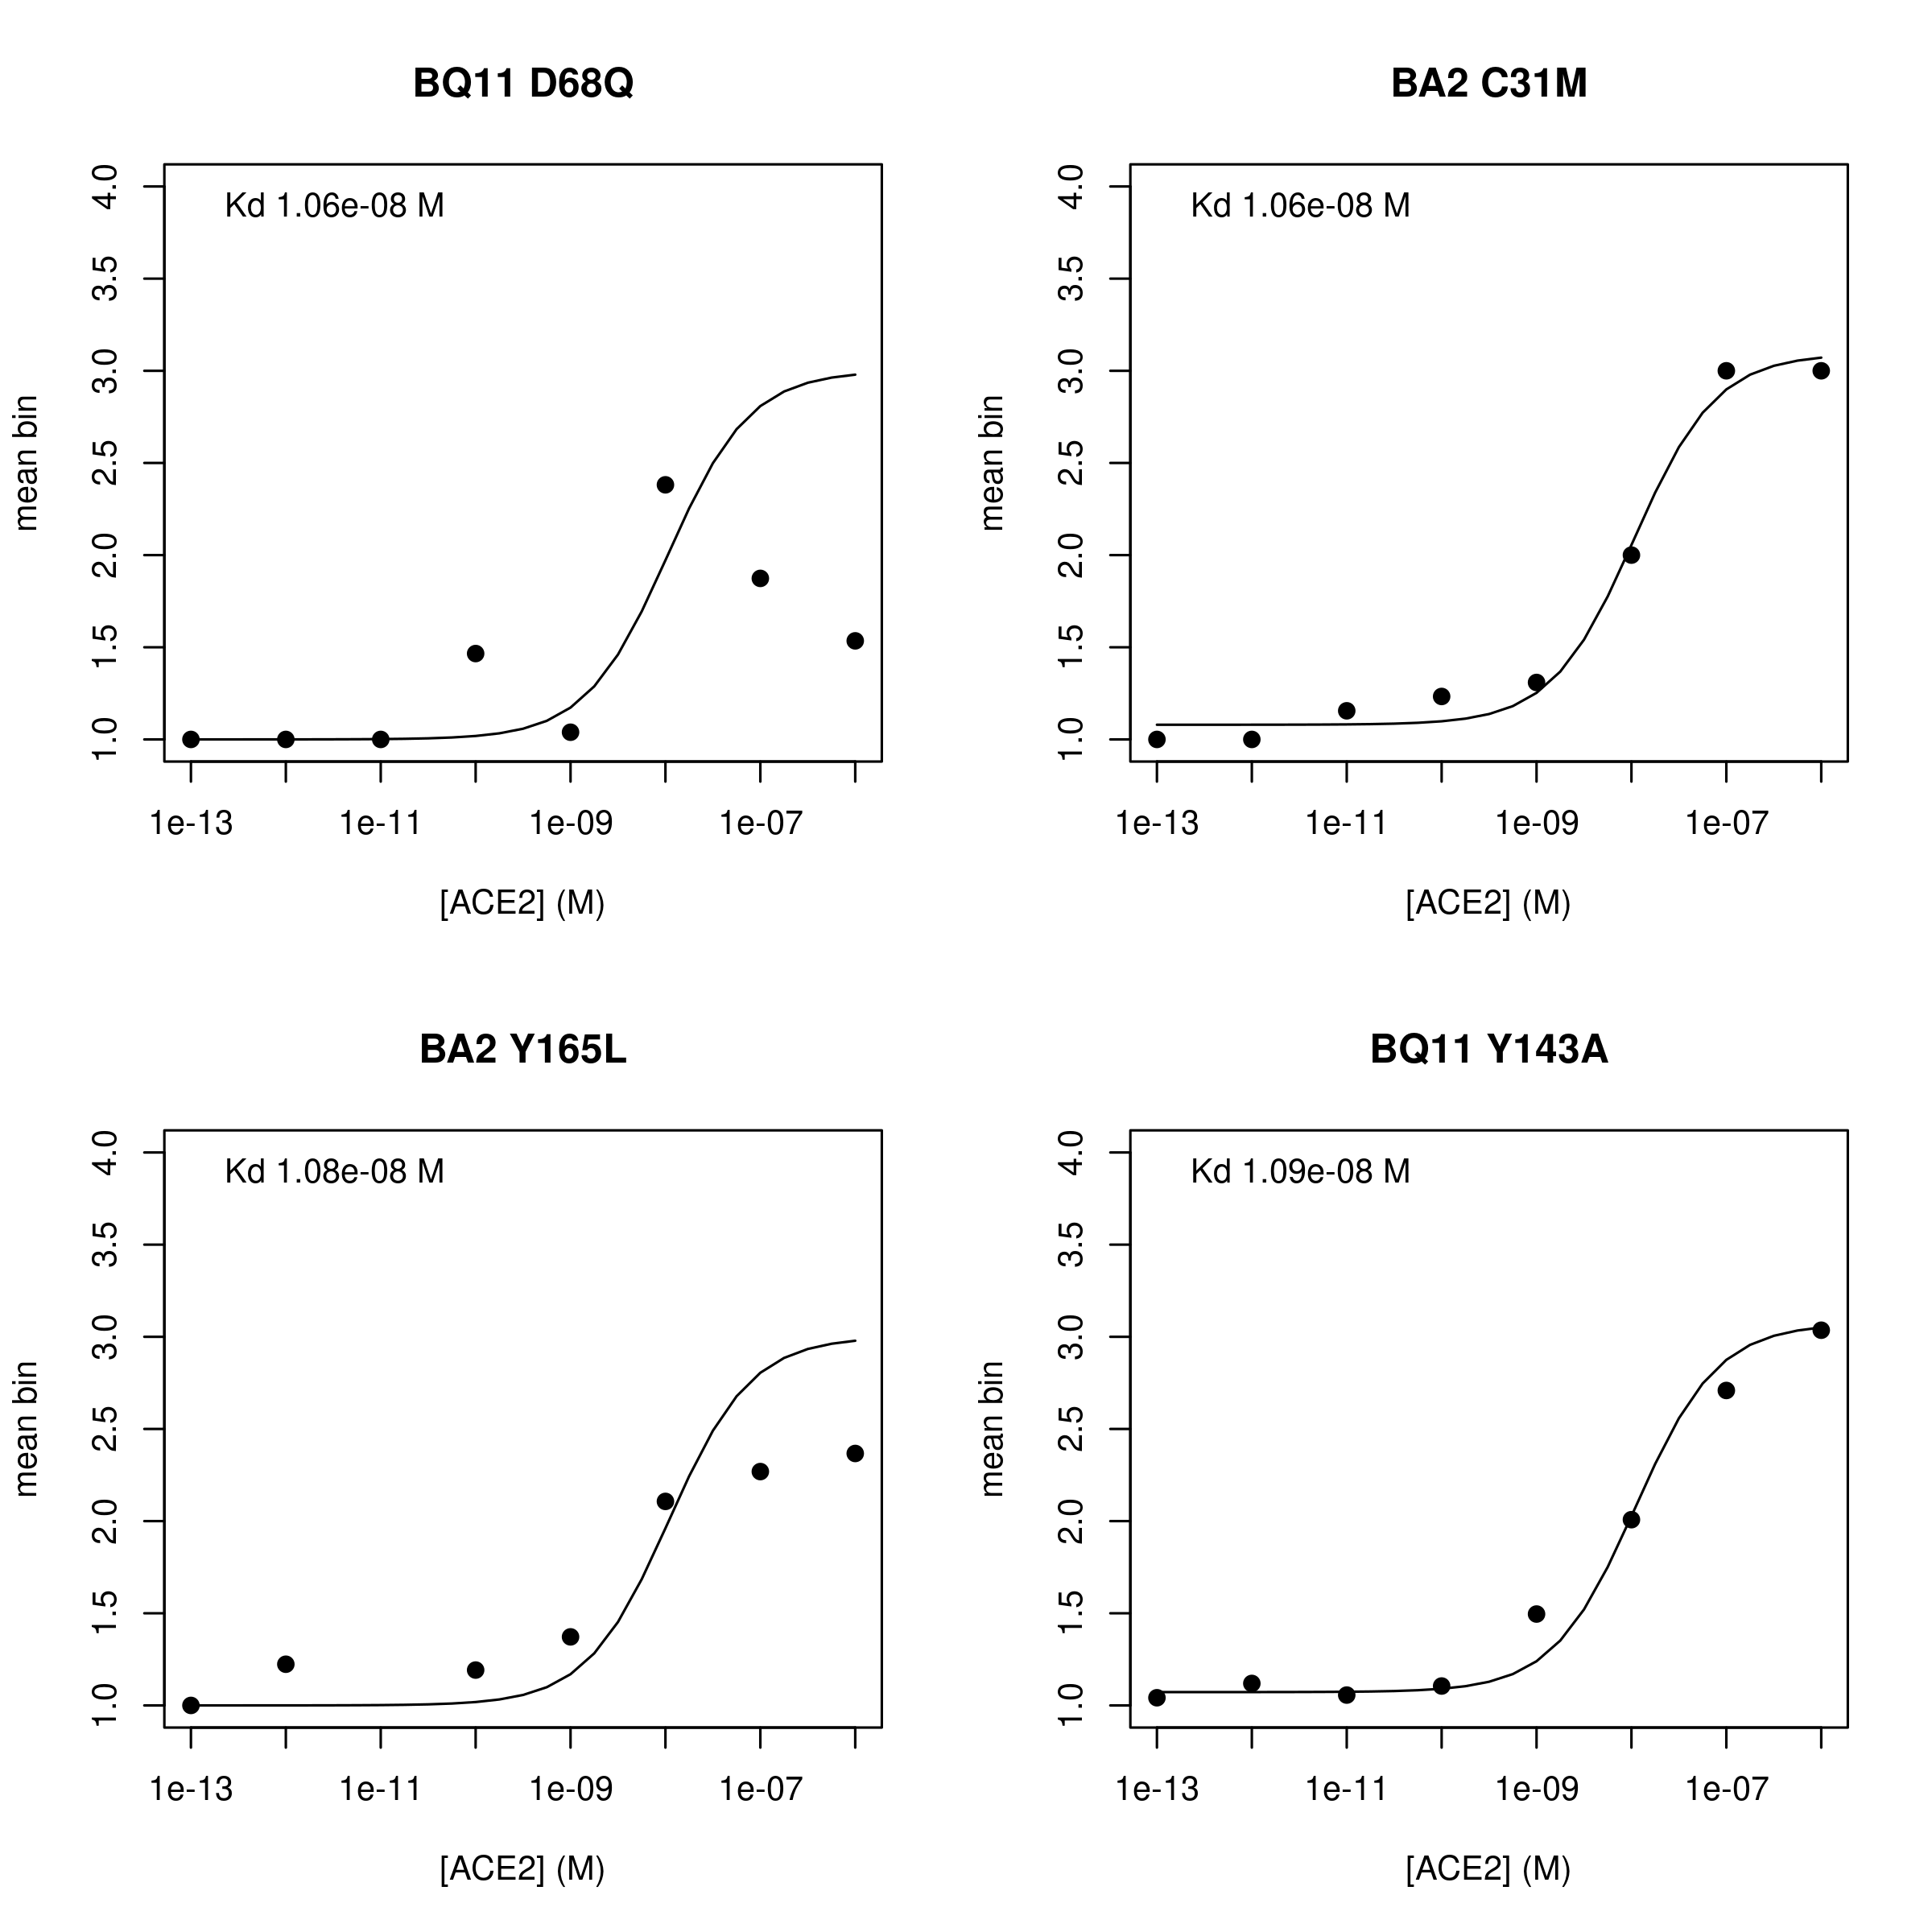 BQ11 D68Q
Kd 1.06e-08 M
mean bin
4.0
3.5
3.0
2.5
2.0
1.5
1.0
1e-13 1e-11 1e-09 1e-07
[ACE2] (M)
BA2 C31M
Kd 1.06e-08 M
mean bin
4.0
3.5
3.0
2.5
2.0
1.5
1.0
1e-13 1e-11 1e-09 1e-07
[ACE2] (M)
BA2 Y165L
Kd 1.08e-08 M
mean bin
4.0
3.5
3.0
2.5
2.0
1.5
1.0
1e-13 1e-11 1e-09 1e-07
[ACE2] (M)
BQ11 Y143A
Kd 1.09e-08 M
mean bin
4.0
3.5
3.0
2.5
2.0
1.5
1.0
1e-13 1e-11 1e-09 1e-07
[ACE2] (M)